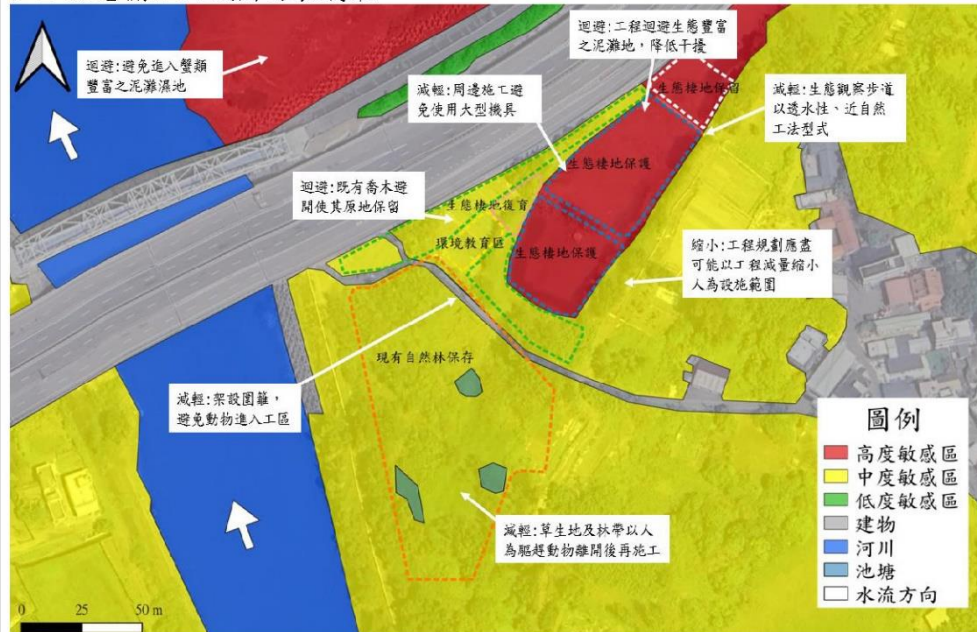 迴避:避免進入蟹類
豐富之泥灘濕地
迴避:工程迴避生態豐富
之泥灘地，降低干擾
減輕:周邊施工避
免使用大型機具
生態棲地保留
減輕:生態觀察步道
以透水性、近自然
工法型式
生態棲地保護
迴避:既有喬木避
開使其原地保留
生態棲地復育
環境教育區
生態棲地保護
縮小:工程規劃應盡
可能以工程減量縮小
人為設施範圍
現有自然林保存
減輕:架設圍籬，
避免動物進入工區
減輕:草生地及林帶以人
為驅趕動物離開後再施工
圖例
高度敏感區
中度敏感區
低度敏感區
建物
河川
池塘
水流方向
0 25 50 m